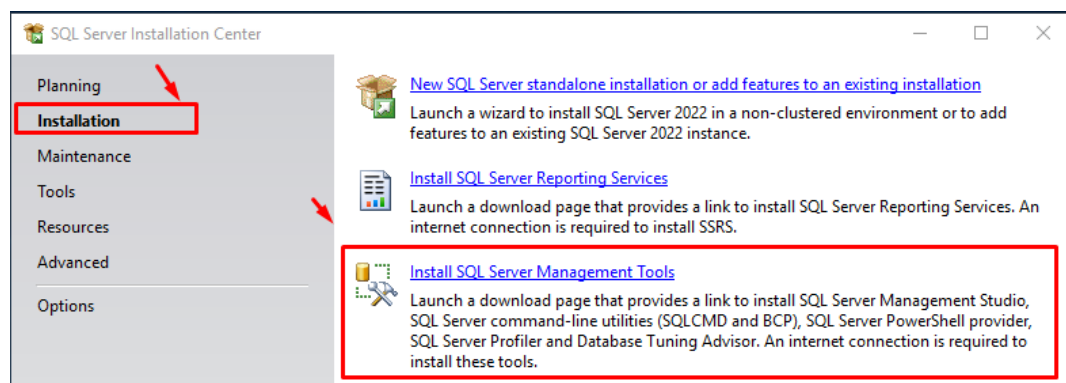 SQL Server Installation Center
Planning
Installation
Maintenance
Tools
Resources
Advanced
Options
New SQL Server standalone installation or add features to an existing installation
Launch a wizard to install SQL Server 2022 in a non-clustered environment or to add
features to an existing SQL Server 2022 instance.
Install SQL Server Reporting Services
Launch a download page that provides a link to install SQL Server Reporting Services. An
internet connection is required to install SSRS.
Install SQL Server Management Tools
Launch a download page that provides a link to install SQL Server Management Studio,
SQL Server command-line utilities (SQLCMD and BCP), SQL Server PowerShell provider,
SQL Server Profiler and Database Tuning Advisor. An internet connection is required to
install these tools.